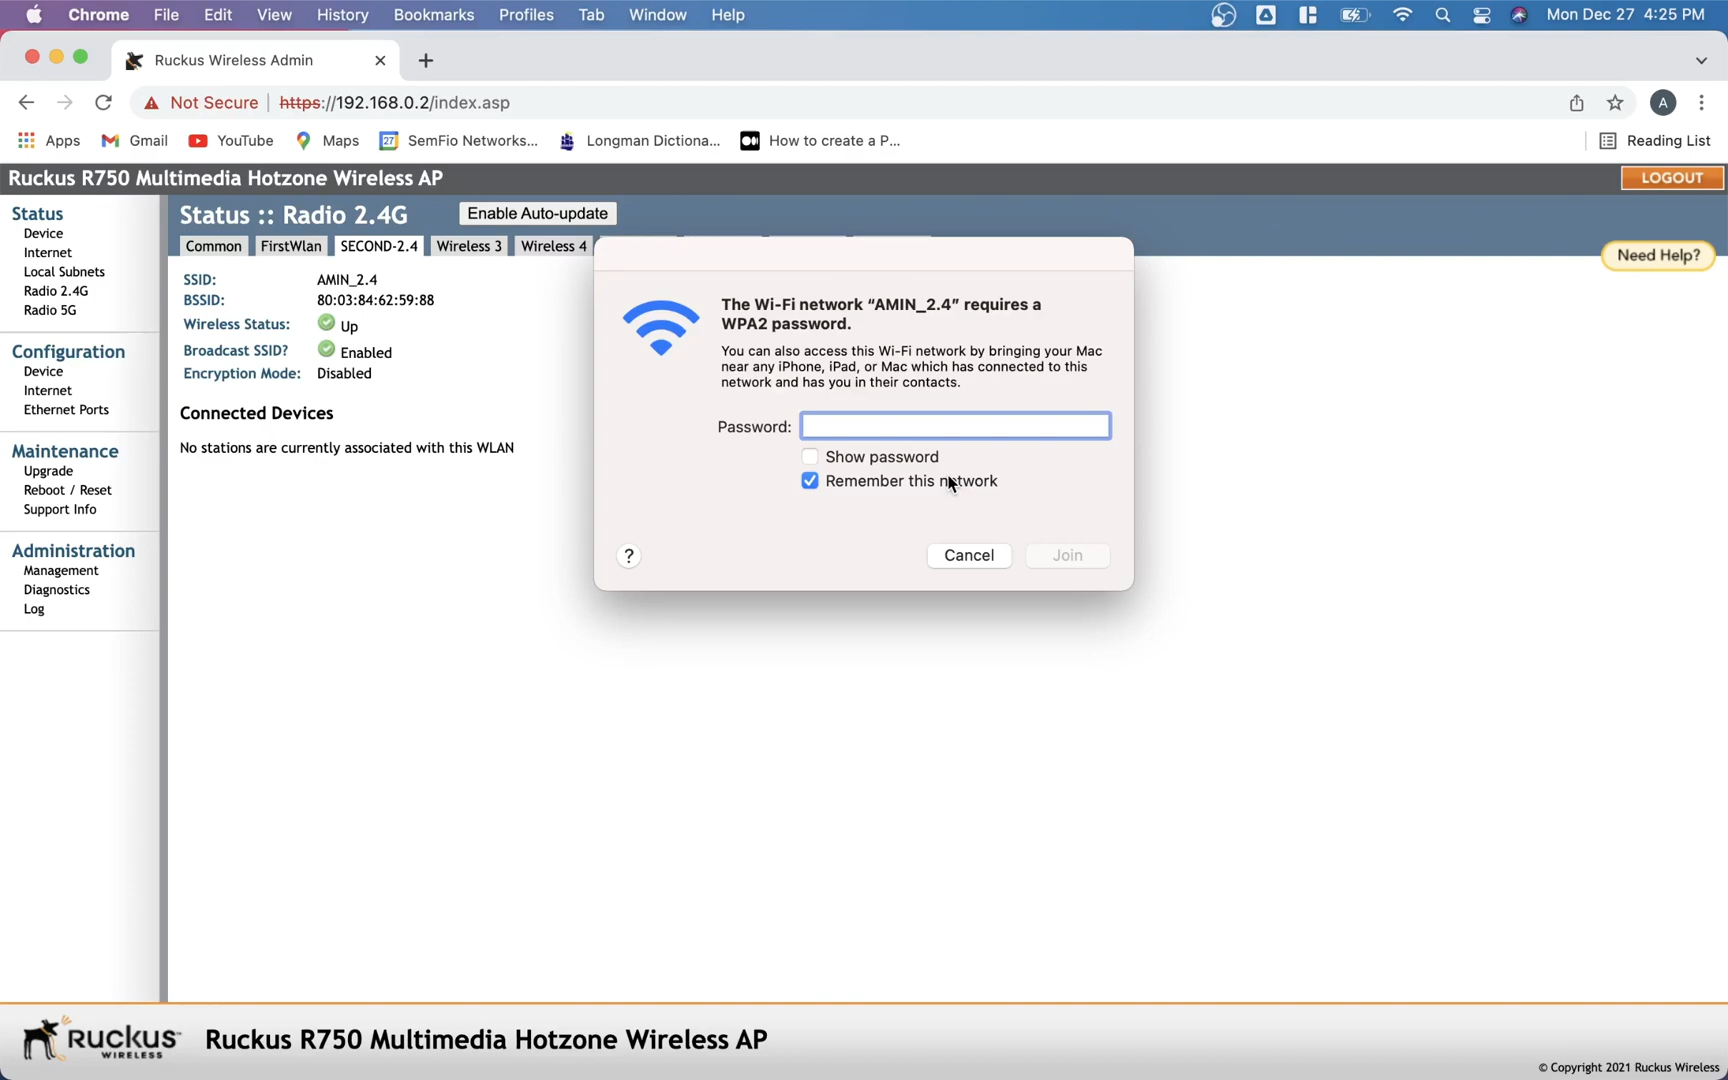 Chrome File Edit View History Bookmarks Profiles Tab Window Help Mon Dec 27 4:25 PM
Ruckus Wireless Admin
Not Secure https://192.168.0.2/index.asp A
Apps Gmail YouTube Maps 27 SemFio Networks... Longman Dictiona... How to create a P... Reading List
Ruckus R750 Multimedia Hotzone Wireless AP LOGOUT
Status
Device
Internet
Local Subnets
Radio 2.4G
Radio 5G
Configuration
Device
Internet
Ethernet Ports
Maintenance
Upgrade
Reboot / Reset
Support Info
Administration
Management
Diagnostics
Log
Status :: Radio 2.4G Enable Auto-update
Common FirstWlan SECOND-2.4 Wireless 3 Wireless 4
Need Help?
SSID: AMIN_2.4
BSSID: 80:03:84:62:59:88
Wireless Status: Up
Broadcast SSID? Enabled
Encryption Mode: Disabled
Connected Devices
No stations are currently associated with this WLAN
The Wi-Fi network “AMIN_2.4” requires a
WPA2 password.
You can also access this Wi-Fi network by bringing your Mac
near any iPhone, iPad, or Mac which has connected to this
network and has you in their contacts.
Password:
Show password
Remember this network
? Cancel Join
RUCKUS
WIRELESS
Ruckus R750 Multimedia Hotzone Wireless AP
© Copyright 2021 Ruckus Wireless